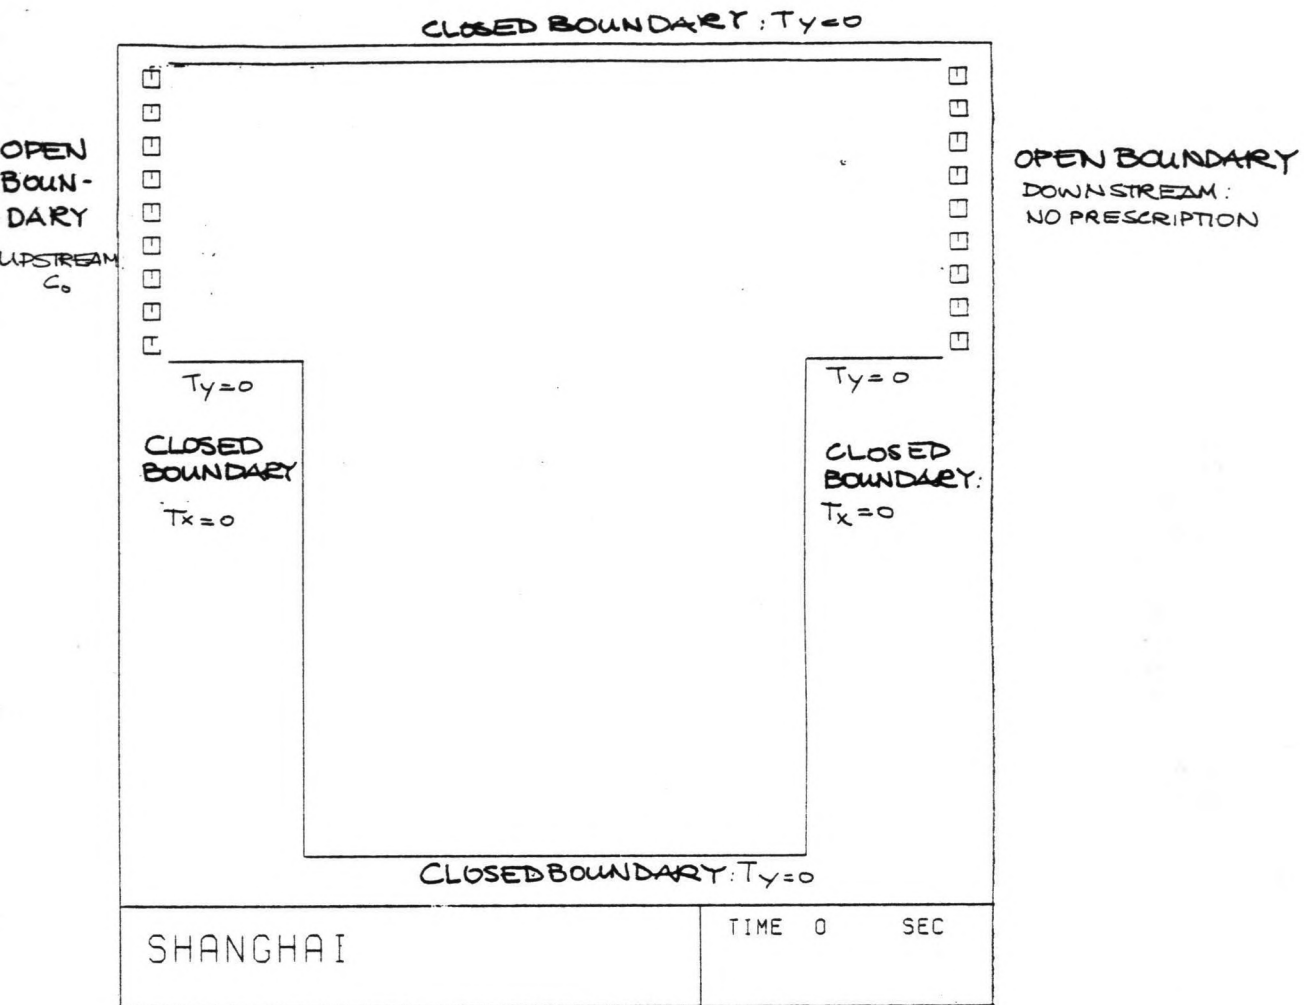 CLOSED BOUNDARY: Ty=0
OPEN
BOUN-
DARY
UPSTREAM
C₀
OPEN BOUNDARY
DOWNSTREAM:
NO PRESCRIPTION
Ty=0
Ty=0
CLOSED
BOUNDARY
Tx=0
CLOSED
BOUNDARY:
Tx=0
CLOSED BOUNDARY: Ty=0
SHANGHAI
TIME 0 SEC